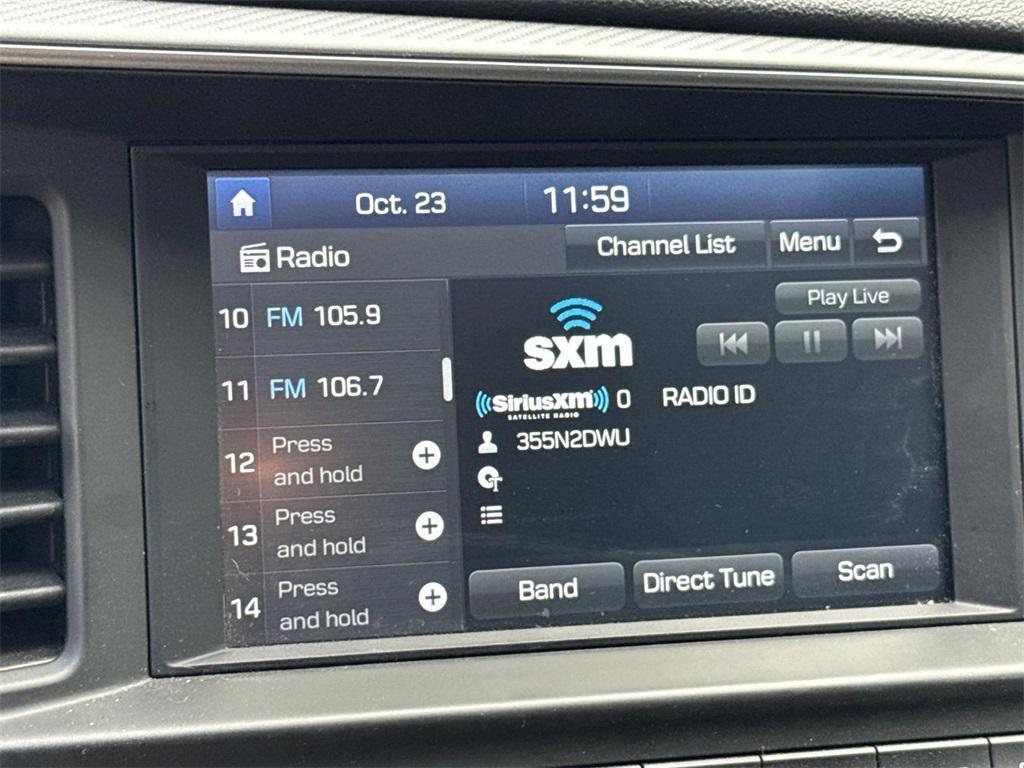 Oct. 23 11:59
Radio Channel List Menu
Play Live
10 FM 105.9
11 FM 106.7
12 Press
and hold
13 Press
and hold
14 Press
and hold
sxm
SiriusXM 0 RADIO ID
SATELLITE RADIO
355N2DWU
Band Direct Tune Scan